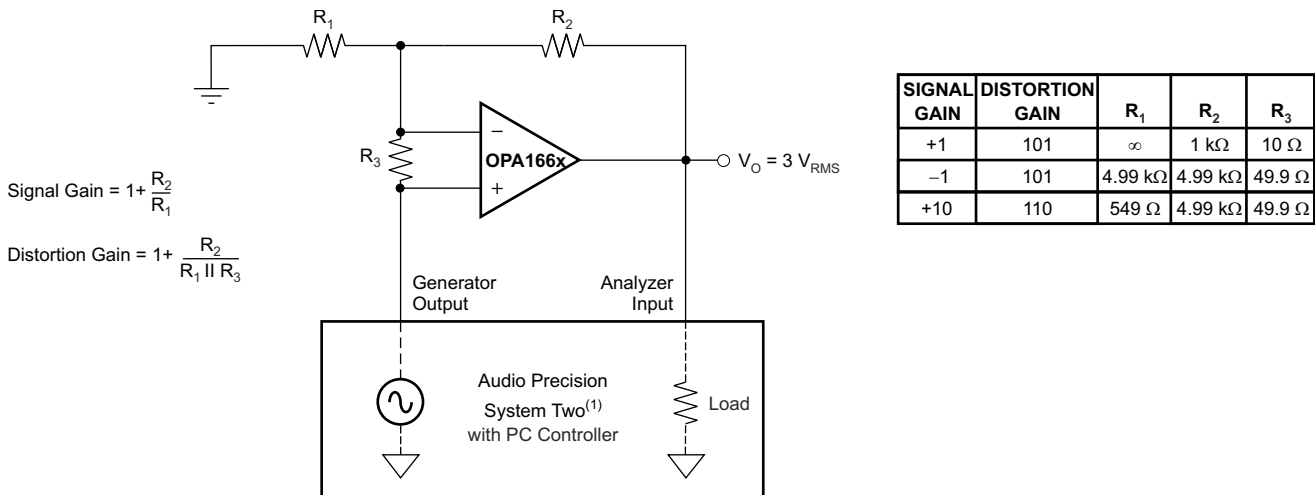 R1
R2
R3
−
OPA166x
+
VO = 3 VRMS
Signal Gain = 1+ R2
R1
Distortion Gain = 1+ R2
R1 II R3
Generator
Output
Analyzer
Input
Audio Precision
System Two(1)
with PC Controller
Load
SIGNAL GAIN DISTORTION GAIN R1 R2 R3
+1 101 ∞ 1 kΩ 10 Ω
−1 101 4.99 kΩ 4.99 kΩ 49.9 Ω
+10 110 549 Ω 4.99 kΩ 49.9 Ω